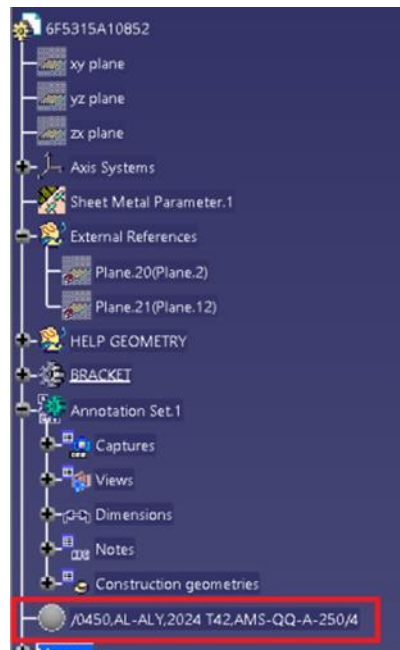 6F5315A10852
xy plane
yz plane
zx plane
Axis Systems
Sheet Metal Parameter.1
External References
Plane.20(Plane.2)
Plane.21(Plane.12)
HELP GEOMETRY
BRACKET
Annotation Set.1
Captures
Views
Dimensions
Notes
Construction geometries
/0450,AL-ALY,2024 T42,AMS-QQ-A-250/4